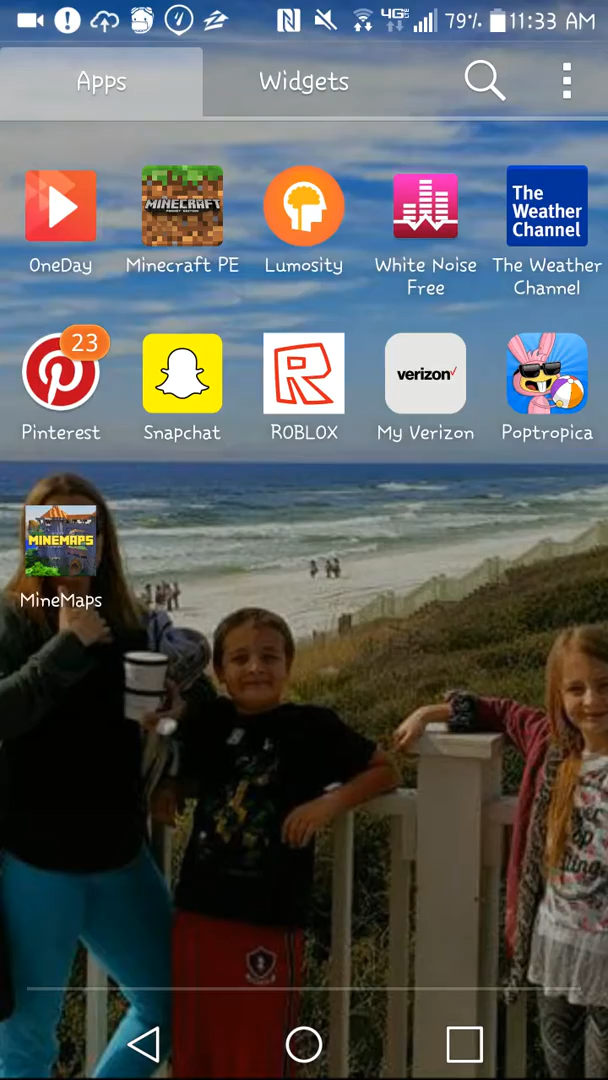 4G 79% 11:33 AM
Apps Widgets
MINECRAFT
The
Weather
Channel
OneDay Minecraft PE Lumosity White Noise Free The Weather Channel
23
verizon
Pinterest Snapchat ROBLOX My Verizon Poptropica
MINEMAPS
MineMaps